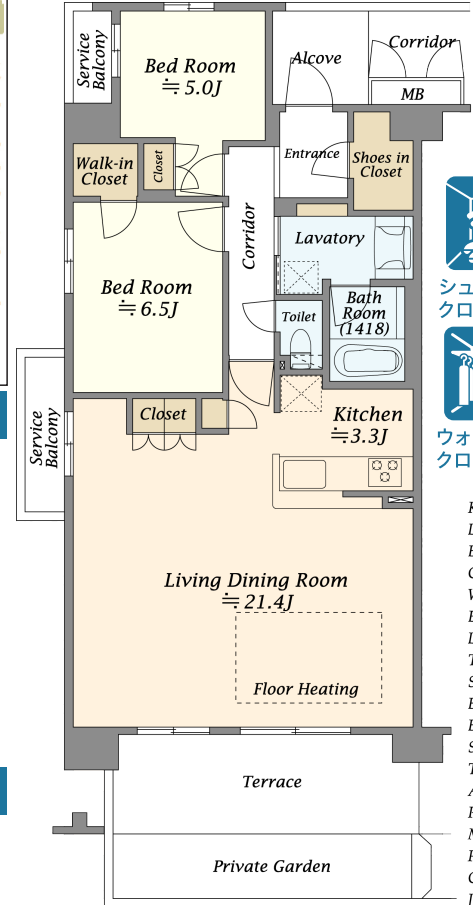 Service
Balcony
Bed Room
≒ 5.0J
Alcove
Corridor
MB
Walk-in
Closet
Closet
Entrance
Shoes in
Closet
Corridor
Lavatory
Bed Room
≒ 6.5J
Toilet
Bath
Room
(1418)
シュ
クロ
Service
Balcony
Closet
Kitchen
≒3.3J
ウォ
クロ
Living Dining Room
≒ 21.4J
Floor Heating
Terrace
Private Garden